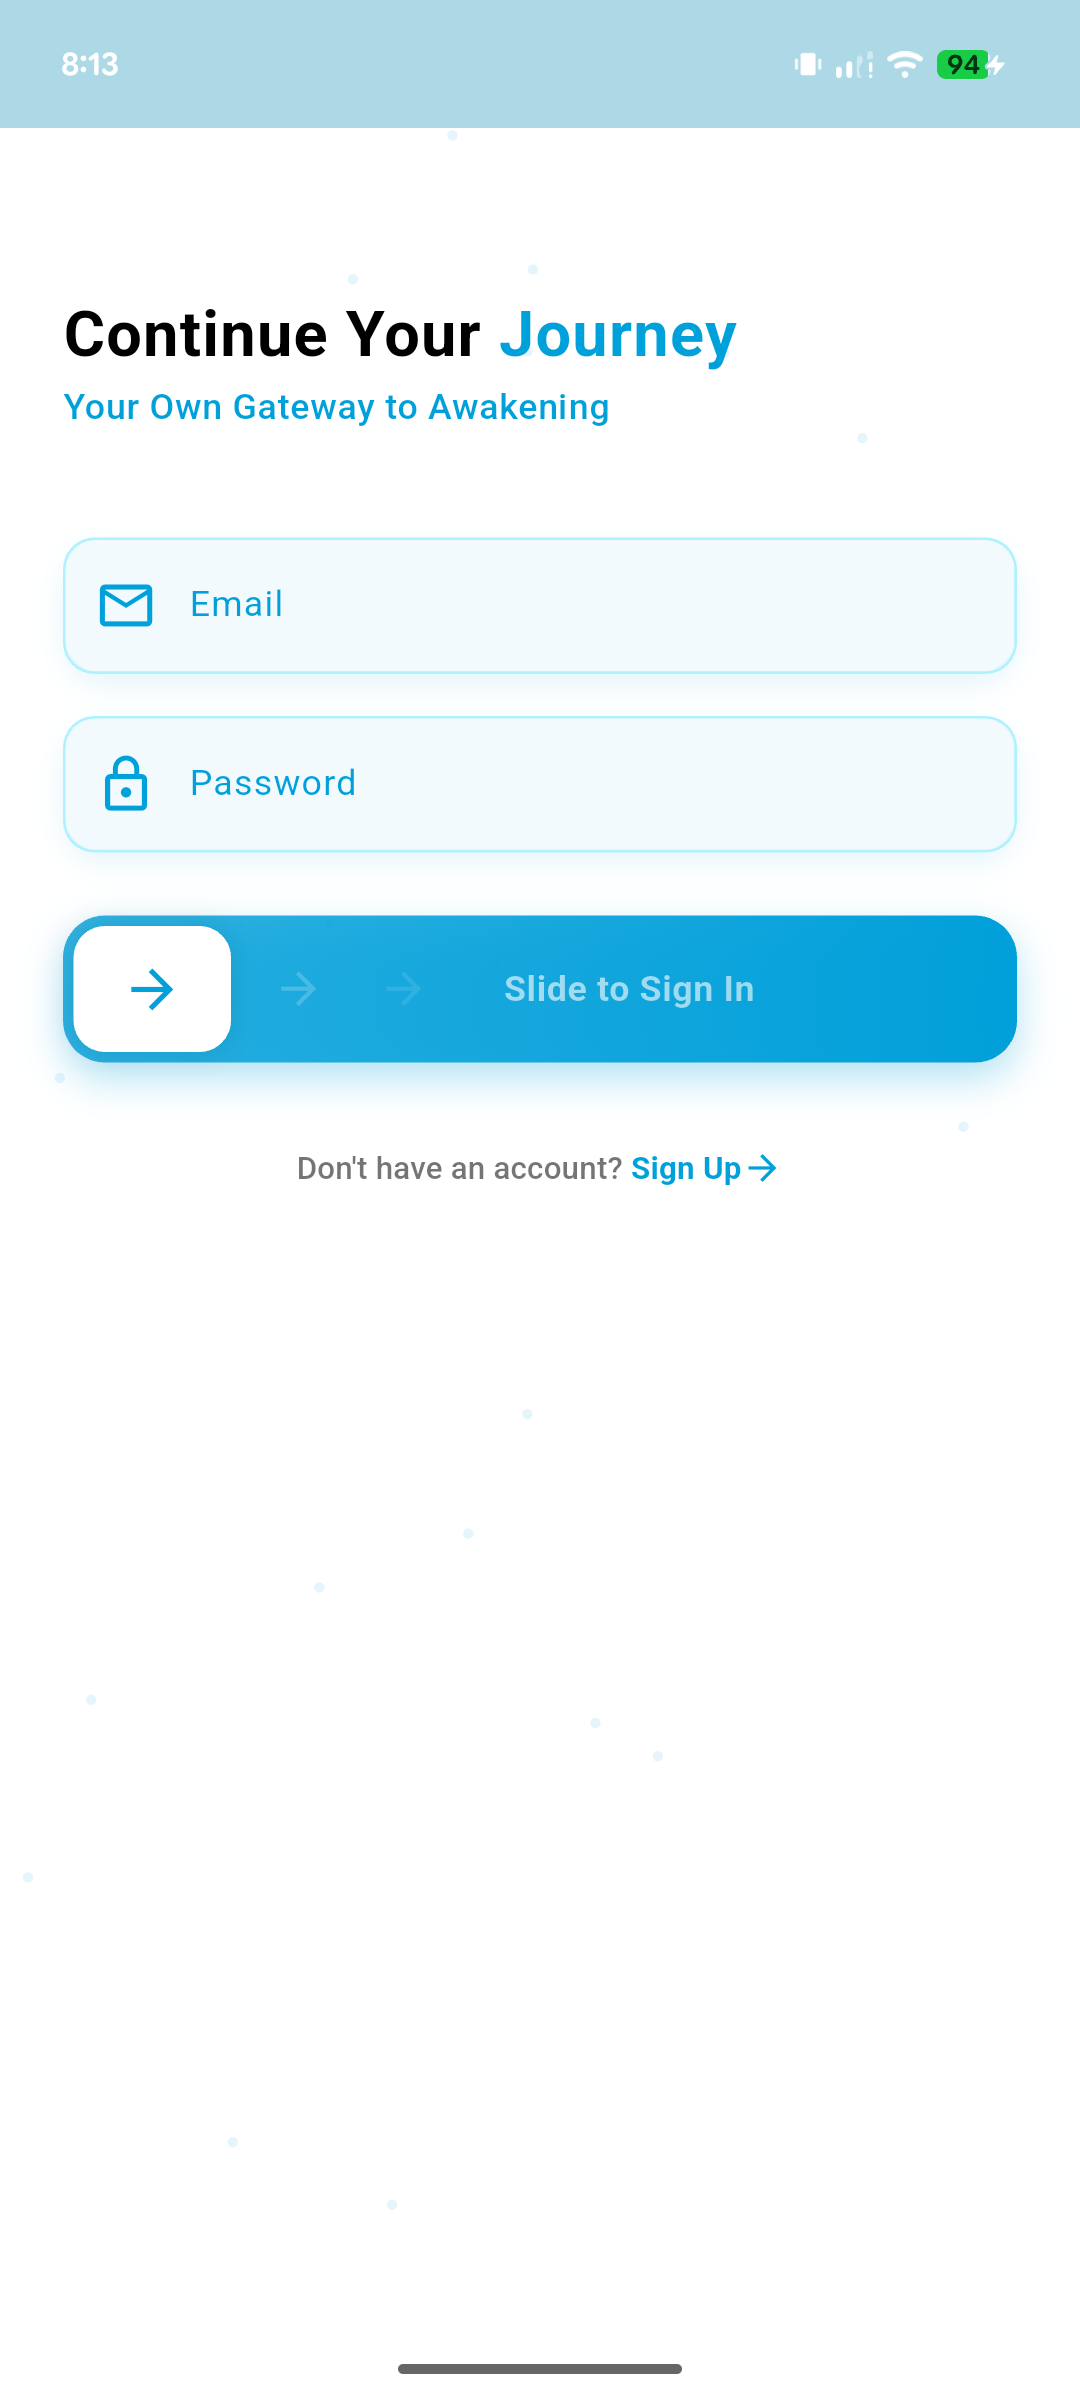 8:13
94
Continue Your Journey
Your Own Gateway to Awakening
Email
Password
Slide to Sign In
Don't have an account? Sign Up